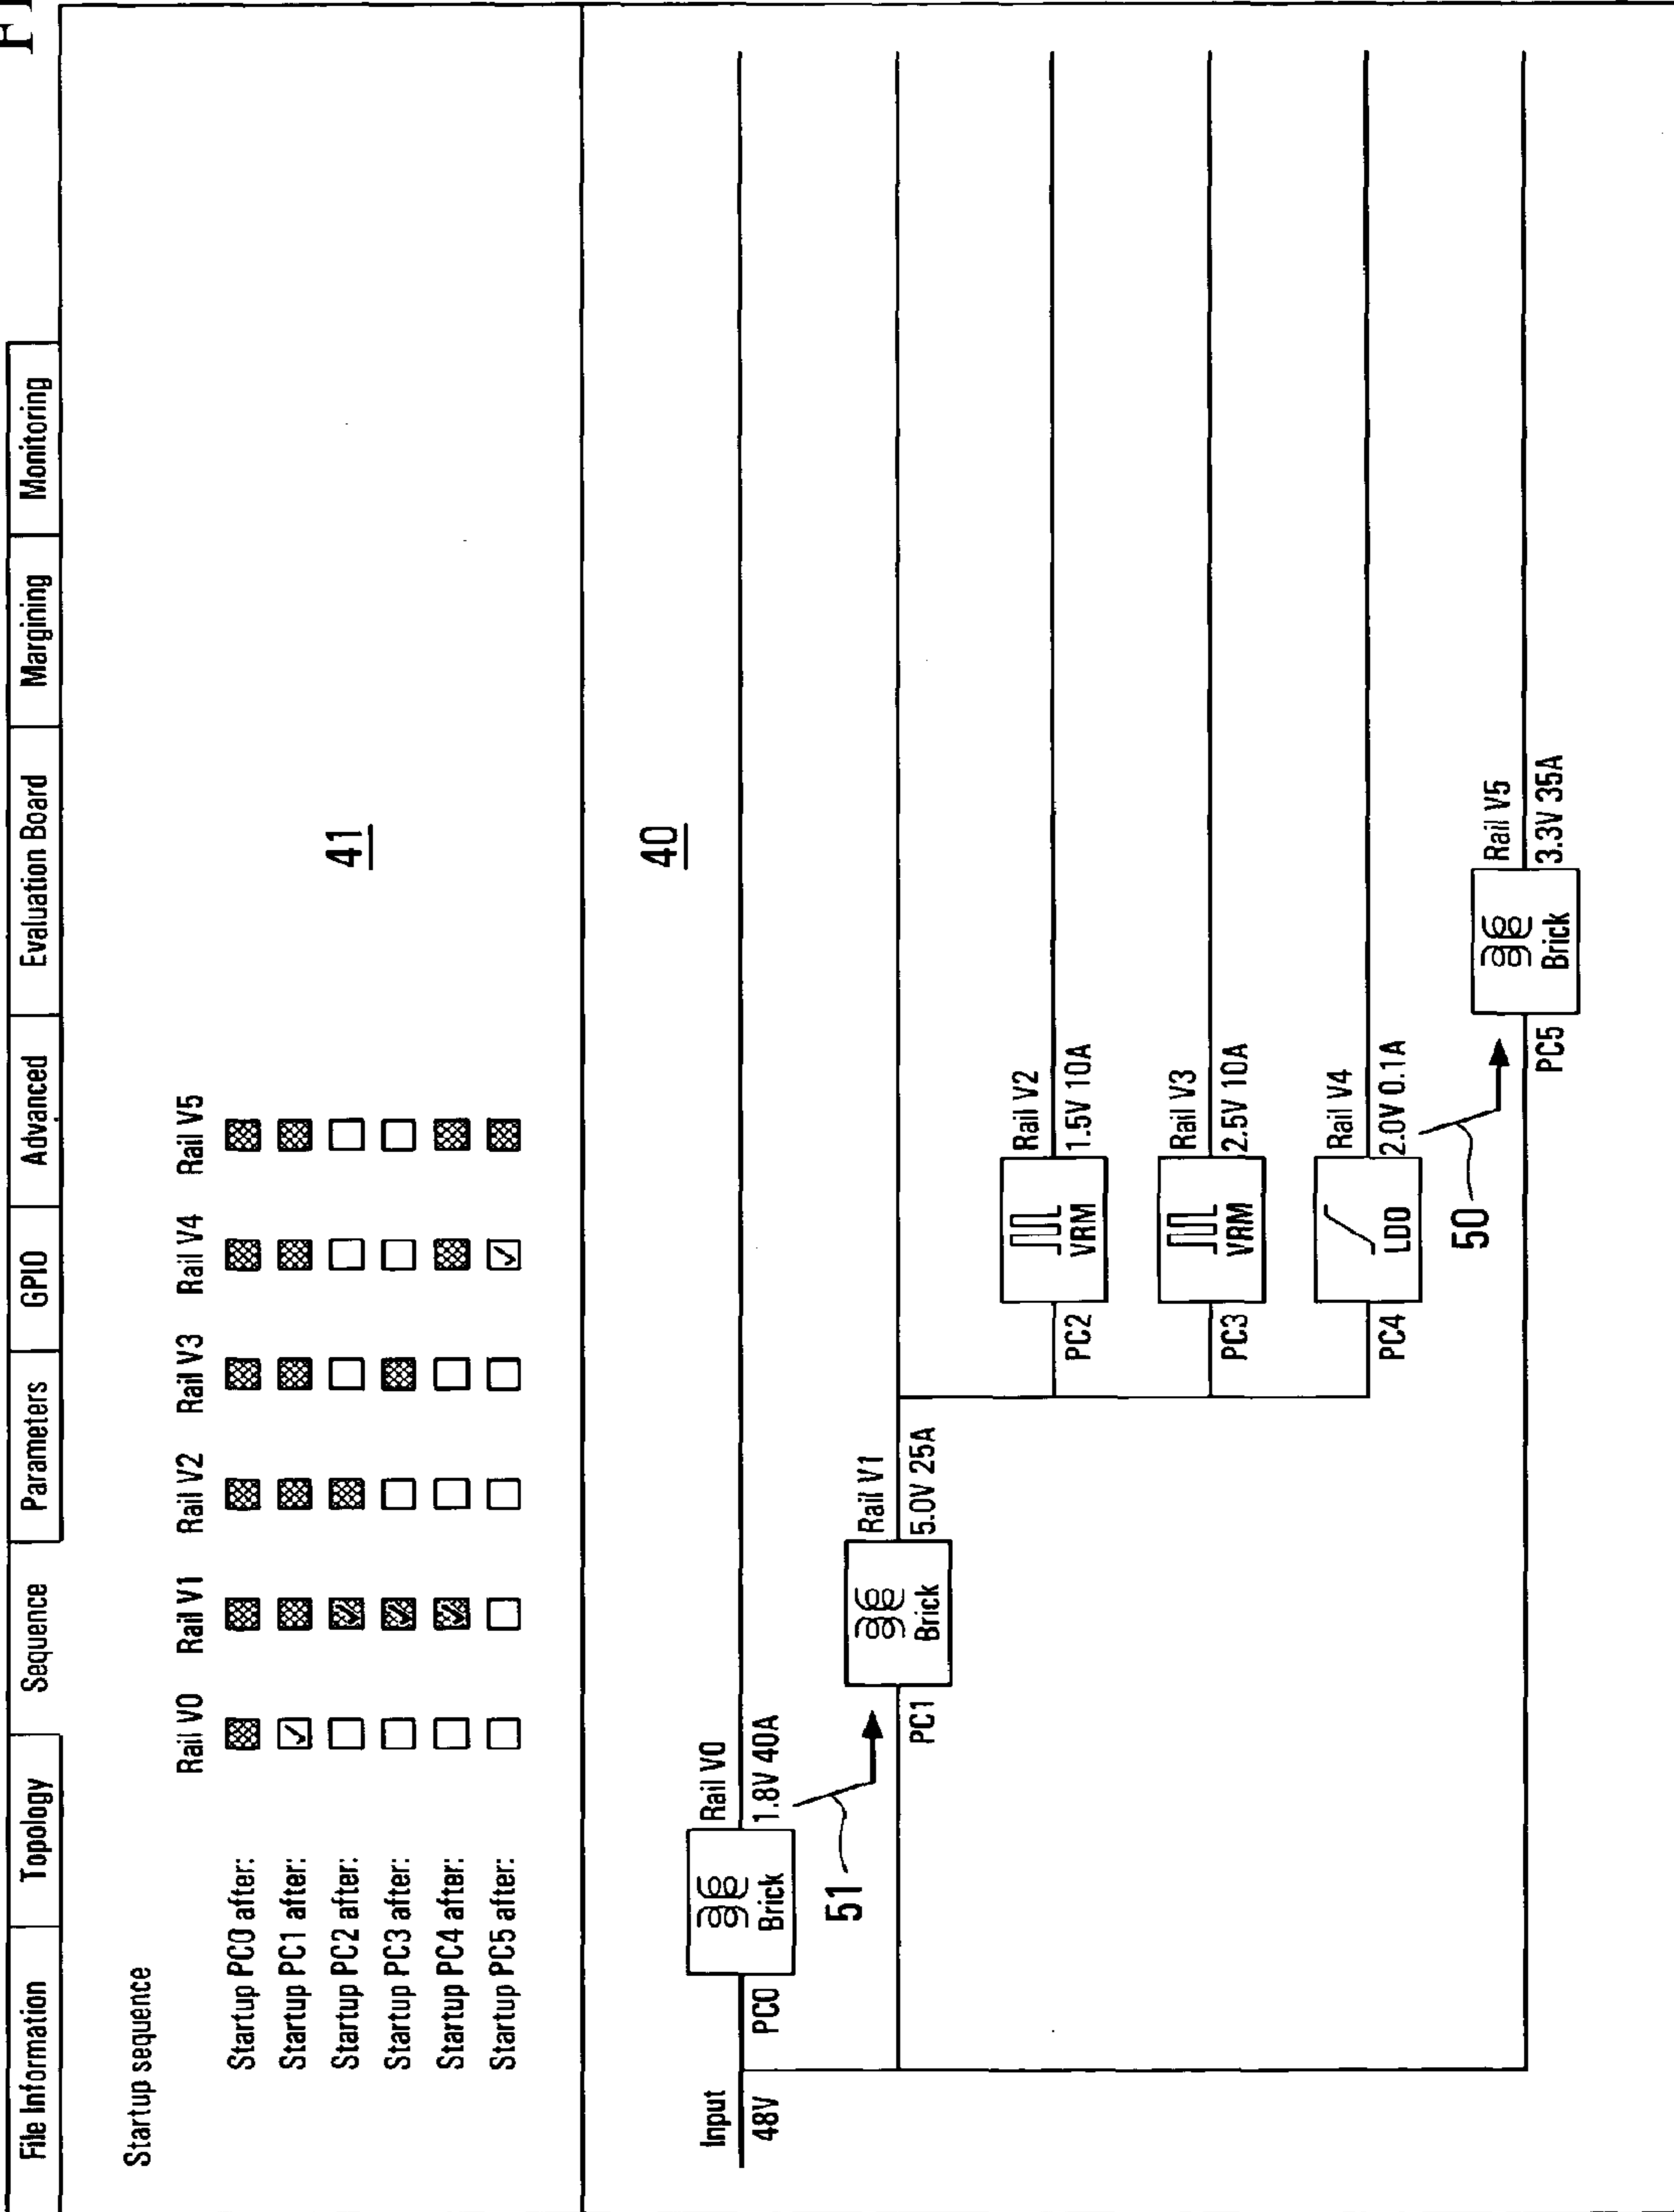 F
File Information Topology Sequence Parameters GPIO Advanced Evaluation Board Margining Monitoring
Startup sequence
Rail V0 Rail V1 Rail V2 Rail V3 Rail V4 Rail V5
Startup PC0 after:
Startup PC1 after:
Startup PC2 after:
Startup PC3 after:
Startup PC4 after:
Startup PC5 after:
41
40
Input
48V
PC0
Brick
Rail V0
1.8V 40A
51
PC1
Brick
Rail V1
5.0V 25A
PC2
VRM
Rail V2
1.5V 10A
PC3
VRM
Rail V3
2.5V 10A
PC4
LDD
Rail V4
2.0V 0.1A
50
PC5
Brick
Rail V5
3.3V 35A